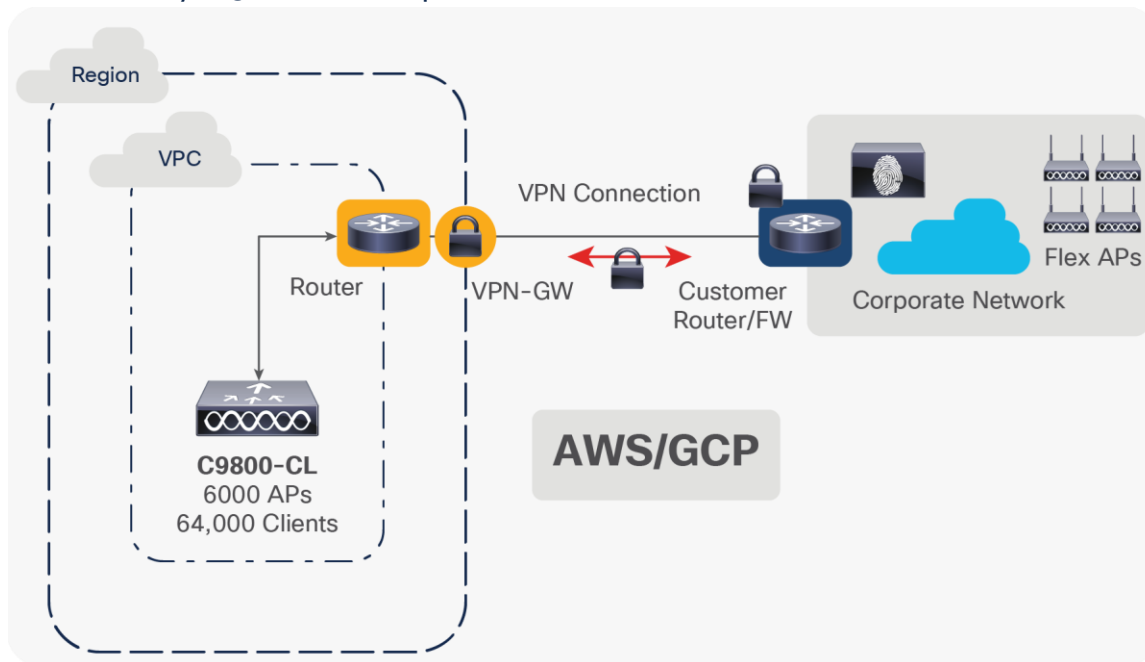 Region
VPC
VPN Connection
Router
VPN-GW
Customer
Router/FW
Flex APs
Corporate Network
AWS/GCP
C9800-CL
6000 APs
64,000 Clients